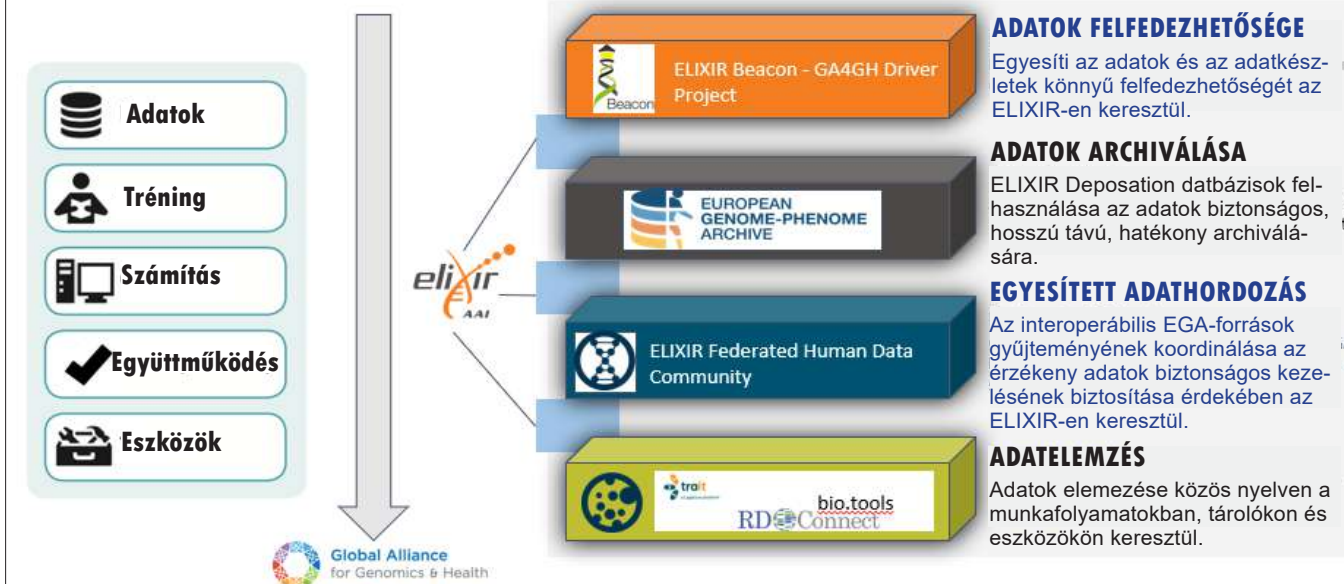 Adatok
Tréning
Számítás
Együttműködés
Eszközök
Global Alliance
for Genomics & Health
elixir
AAI
Beacon
ELIXIR Beacon - GA4GH Driver
Project
EUROPEAN
GENOME-PHENOME
ARCHIVE
ELIXIR Federated Human Data
Community
trait
bio.tools
RD Connect
ADATOK FELFEDEZHETŐSÉGE
Egyesíti az adatok és az adatkész-
letek könnyű felfedezhetőségét az
ELIXIR-en keresztül.
ADATOK ARCHIVÁLÁSA
ELIXIR Deposation datbázisok fel-
használása az adatok biztonságos,
hosszú távú, hatékony archiválá-
sára.
EGYESÍTETT ADATHORDOZÁS
Az interoperábilis EGA-források
gyűjteményének koordinálása az
érzékeny adatok biztonságos keze-
lésének biztosítása érdekében az
ELIXIR-en keresztül.
ADATELEMZÉS
Adatok elemezése közös nyelven a
munkafolyamatokban, tárolókon és
eszközökön keresztül.